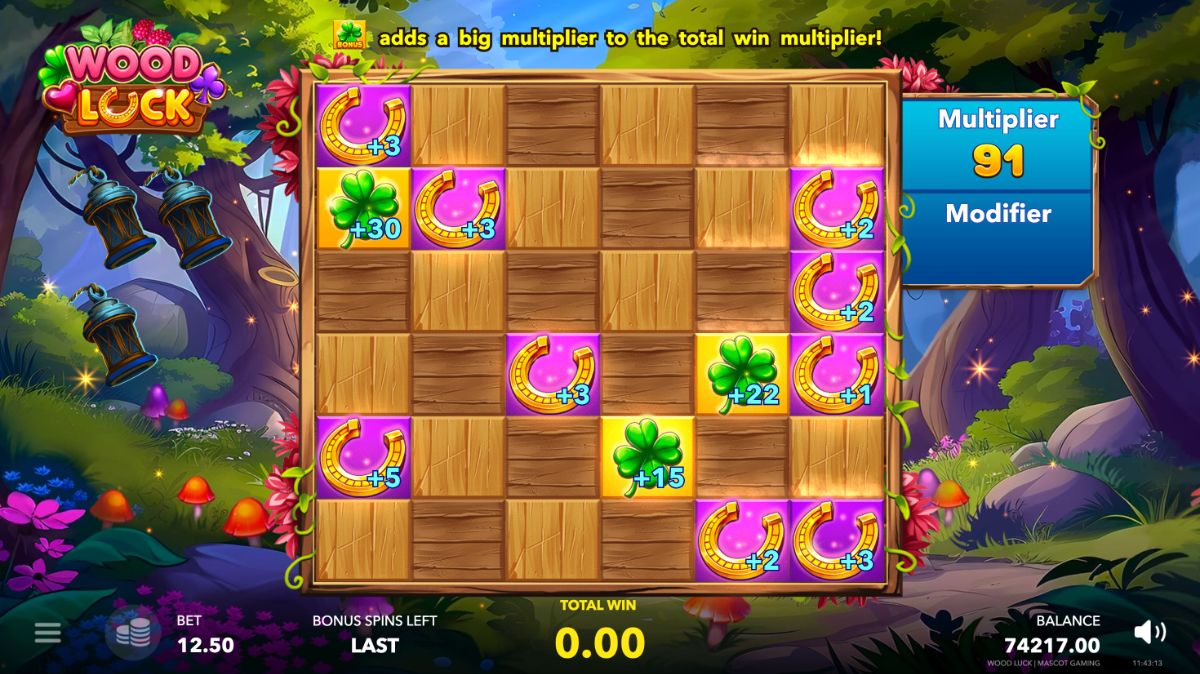 BONUS adds a big multiplier to the total win multiplier!
WOOD
LUCK
Multiplier
91
Modifier
+3
+30 +3 +2
+2
+3 +22 +1
+5 +15
+2 +3
BET
12.50
BONUS SPINS LEFT
LAST
TOTAL WIN
0.00
BALANCE
74217.00
WOOD LUCK | MASCOT GAMING 11:43:13